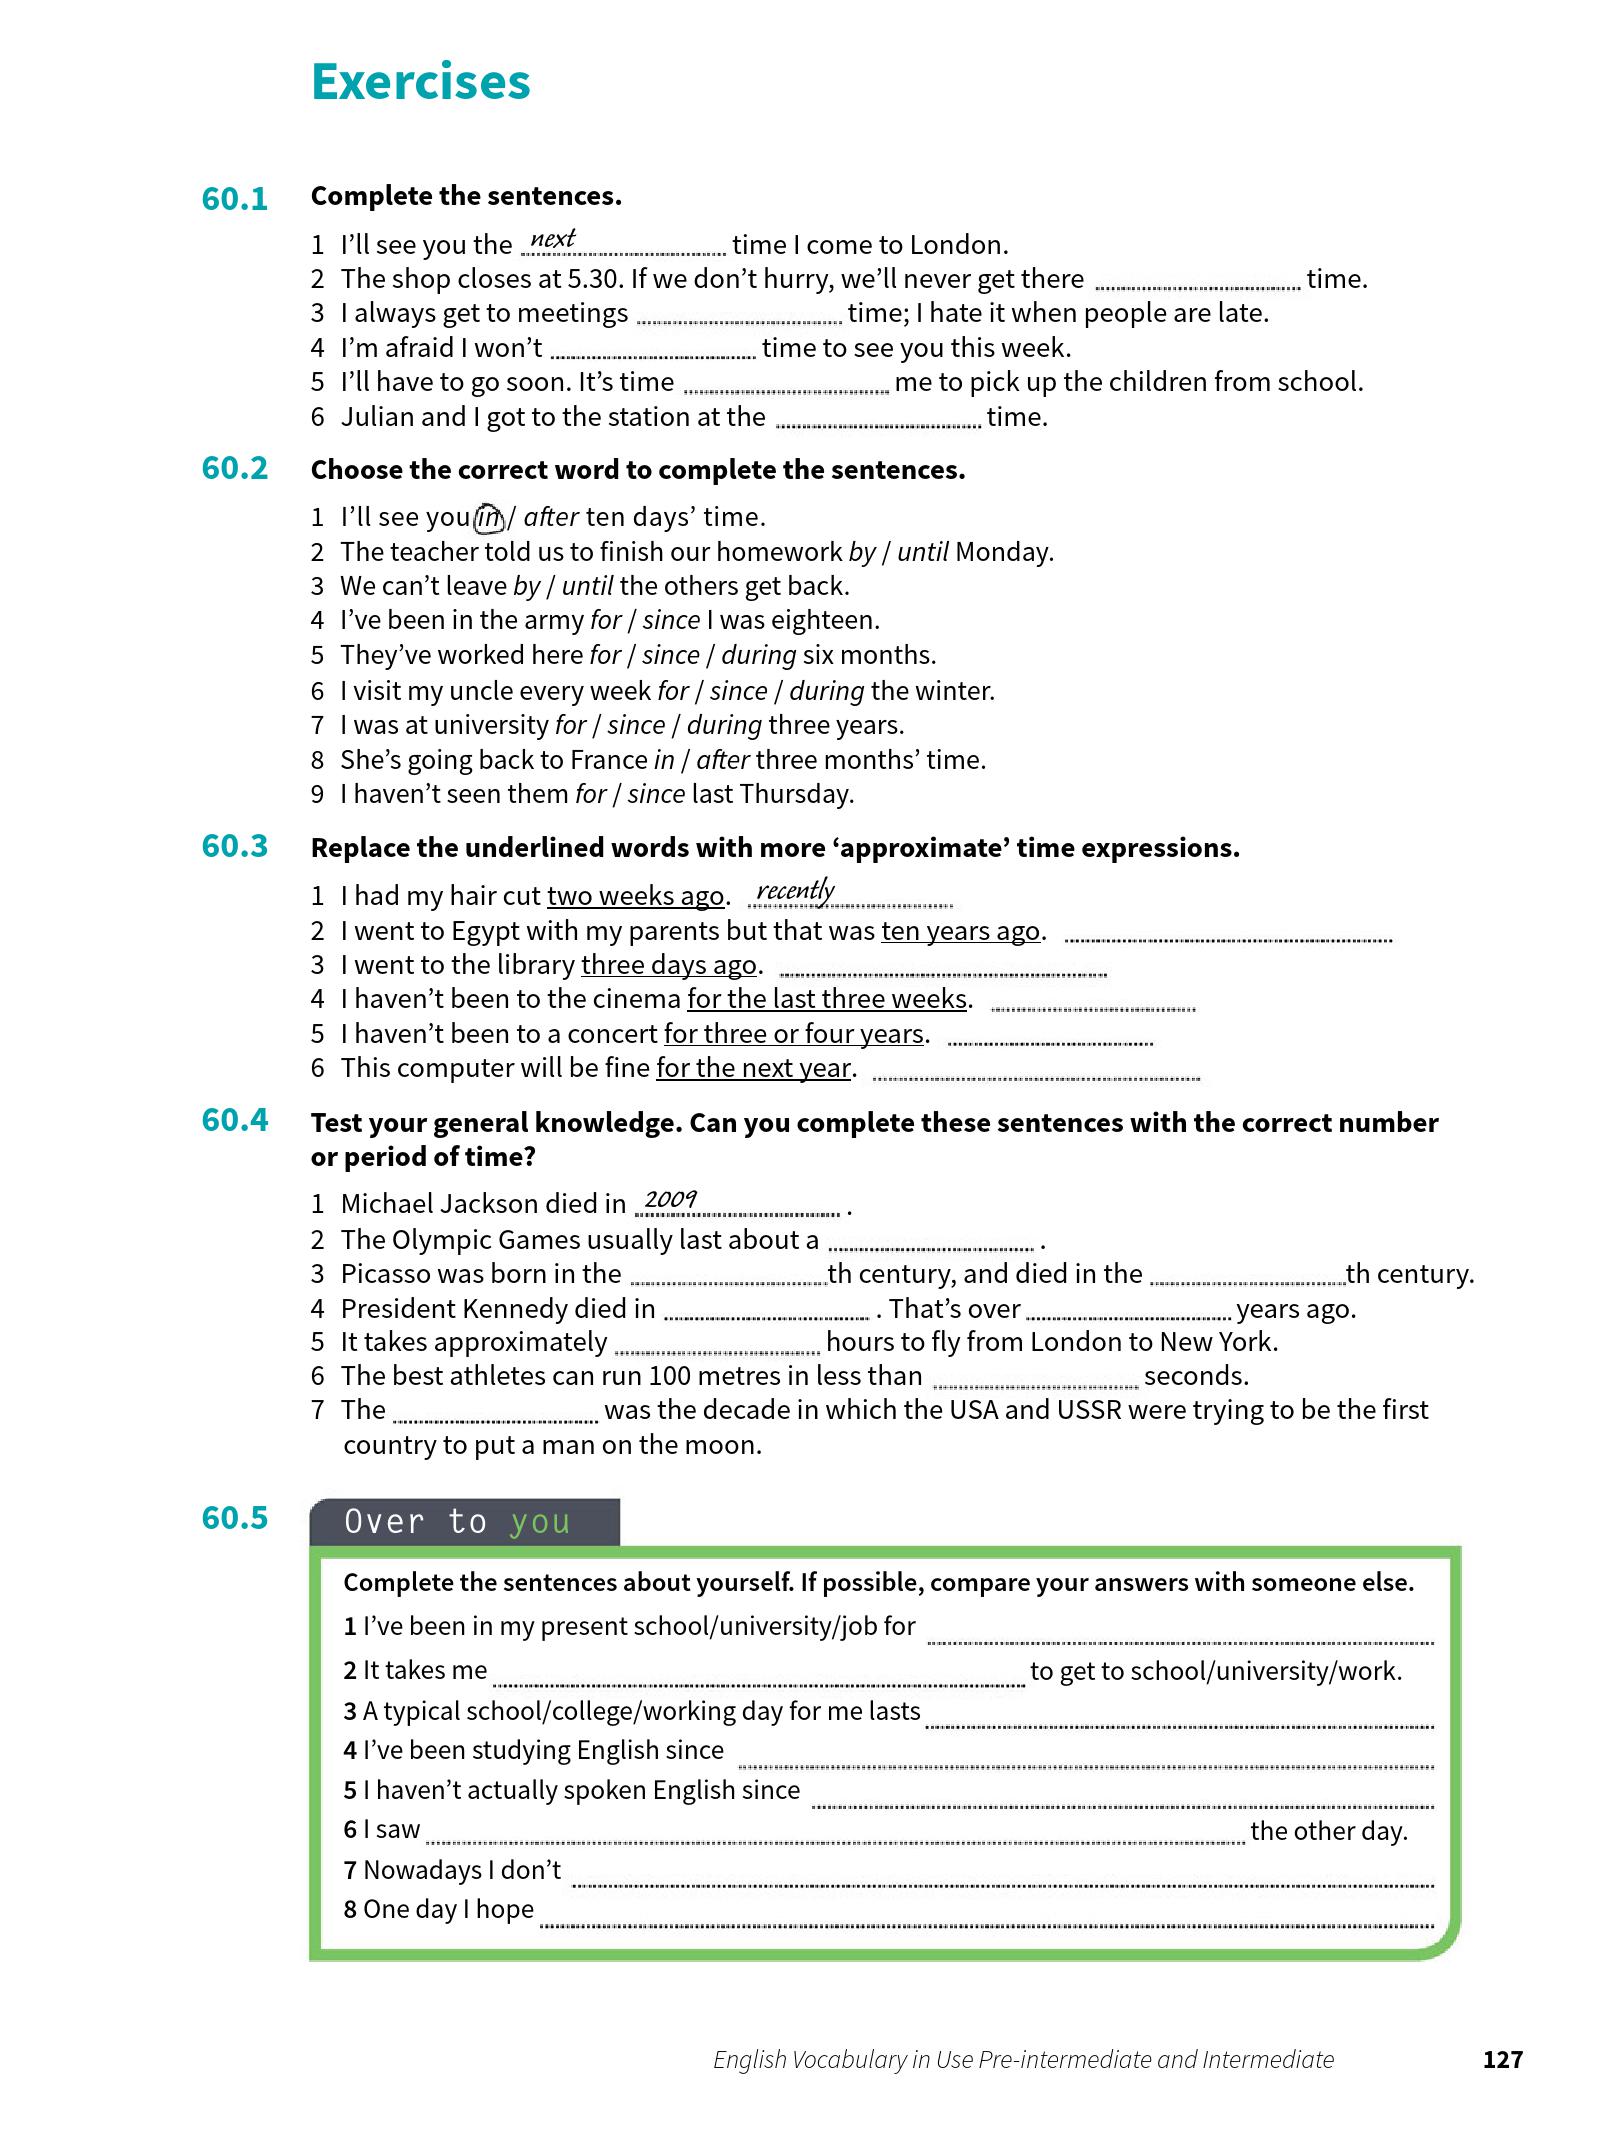 Exercises
60.1 Complete the sentences.
1 I'll see you the next time I come to London.
2 The shop closes at 5.30. If we don't hurry, we'll never get there ............ time.
3 I always get to meetings ............ time; I hate it when people are late.
4 I'm afraid I won't ............ time to see you this week.
5 I'll have to go soon. It's time ............ me to pick up the children from school.
6 Julian and I got to the station at the ............ time.
60.2 Choose the correct word to complete the sentences.
1 I'll see you in / after ten days' time.
2 The teacher told us to finish our homework by / until Monday.
3 We can't leave by / until the others get back.
4 I've been in the army for / since I was eighteen.
5 They've worked here for / since / during six months.
6 I visit my uncle every week for / since / during the winter.
7 I was at university for / since / during three years.
8 She's going back to France in / after three months' time.
9 I haven't seen them for / since last Thursday.
60.3 Replace the underlined words with more 'approximate' time expressions.
1 I had my hair cut two weeks ago. recently
2 I went to Egypt with my parents but that was ten years ago. ............
3 I went to the library three days ago. ............
4 I haven't been to the cinema for the last three weeks. ............
5 I haven't been to a concert for three or four years. ............
6 This computer will be fine for the next year. ............
60.4 Test your general knowledge. Can you complete these sentences with the correct number
or period of time?
1 Michael Jackson died in 2009 .
2 The Olympic Games usually last about a ............ .
3 Picasso was born in the ............th century, and died in the ............th century.
4 President Kennedy died in ............ . That's over ............ years ago.
5 It takes approximately ............ hours to fly from London to New York.
6 The best athletes can run 100 metres in less than ............ seconds.
7 The ............ was the decade in which the USA and USSR were trying to be the first
country to put a man on the moon.
60.5 Over to you
Complete the sentences about yourself. If possible, compare your answers with someone else.
1 I've been in my present school/university/job for ............
2 It takes me ............ to get to school/university/work.
3 A typical school/college/working day for me lasts ............
4 I've been studying English since ............
5 I haven't actually spoken English since ............
6 I saw ............ the other day.
7 Nowadays I don't ............
8 One day I hope ............
English Vocabulary in Use Pre-intermediate and Intermediate 127